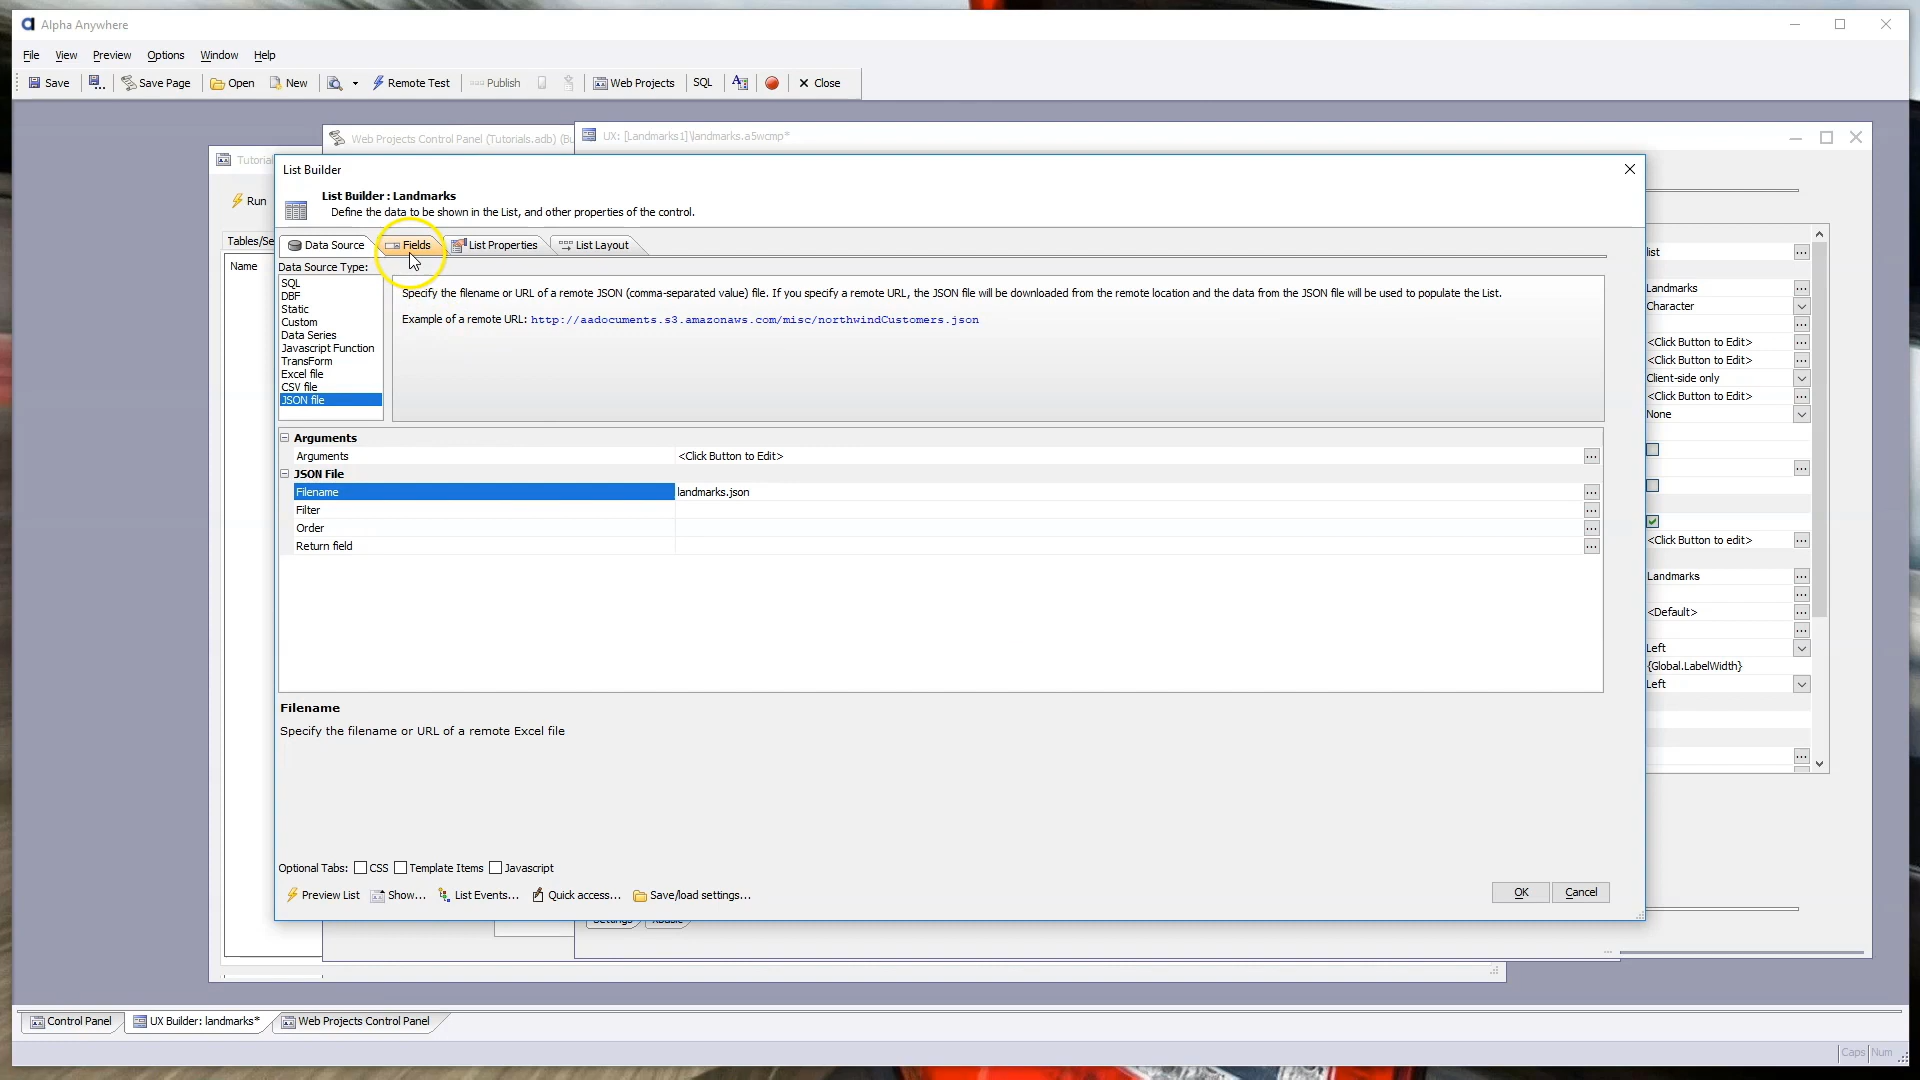 Alpha Anywhere
File View Preview Options Window Help
Save Save Page Open New Remote Test Publish Web Projects SQL Close
Web Projects Control Panel (Tutorials.adb) (Bu
UX: [Landmarks1]\landmarks.a5wcmp*
Tutoria
Run
Tables/Se
Name
List Builder
List Builder : Landmarks
Define the data to be shown in the List, and other properties of the control.
Data Source Fields List Properties List Layout
Data Source Type:
SQL
DBF
Static
Custom
Data Series
Javascript Function
TransForm
Excel file
CSV file
JSON file
Specify the filename or URL of a remote JSON (comma-separated value) file. If you specify a remote URL, the JSON file will be downloaded from the remote location and the data from the JSON file will be used to populate the List.
Example of a remote URL: http://aadocuments.s3.amazonaws.com/misc/northwindCustomers.json
Arguments
Arguments <Click Button to Edit>
JSON File
Filename landmarks.json
Filter
Order
Return field
Filename
Specify the filename or URL of a remote Excel file
Optional Tabs: CSS Template Items Javascript
Preview List Show... List Events... Quick access... Save/load settings...
OK Cancel
list
Landmarks
Character
<Click Button to Edit>
<Click Button to Edit>
Client-side only
<Click Button to Edit>
None
<Click Button to edit>
Landmarks
<Default>
Left
{Global.LabelWidth}
Left
Control Panel UX Builder: landmarks* Web Projects Control Panel
Caps Num